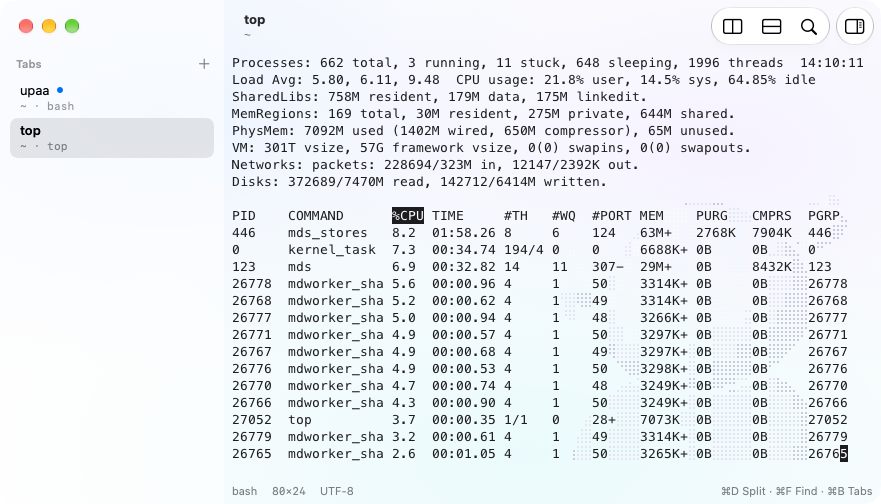 top
~
Tabs +
upaa
~ · bash
top
~ · top
Processes: 662 total, 3 running, 11 stuck, 648 sleeping, 1996 threads  14:10:11
Load Avg: 5.80, 6.11, 9.48  CPU usage: 21.8% user, 14.5% sys, 64.85% idle
SharedLibs: 758M resident, 179M data, 175M linkedit.
MemRegions: 169 total, 30M resident, 275M private, 644M shared.
PhysMem: 7092M used (1402M wired, 650M compressor), 65M unused.
VM: 301T vsize, 57G framework vsize, 0(0) swapins, 0(0) swapouts.
Networks: packets: 228694/323M in, 12147/2392K out.
Disks: 372689/7470M read, 142712/6414M written.
PID    COMMAND      %CPU TIME     #TH   #WQ   #PORT MEM    PURG   CMPRS  PGRP
446    mds_stores   8.2  01:58.26 8     6    124   63M+   2768K  7904K  446
0      kernel_task  7.3  00:34.74 194/4 0    0     6688K+ 0B     0B     0
123    mds          6.9  00:32.82 14    11   307-  29M+   0B     8432K  123
26778  mdworker_sha 5.6  00:00.96 4     1    50    3314K+ 0B     0B     26778
26768  mdworker_sha 5.2  00:00.62 4     1    49    3314K+ 0B     0B     26768
26777  mdworker_sha 5.0  00:00.94 4     1    48    3266K+ 0B     0B     26777
26771  mdworker_sha 4.9  00:00.57 4     1    50    3297K+ 0B     0B     26771
26767  mdworker_sha 4.9  00:00.68 4     1    49    3297K+ 0B     0B     26767
26776  mdworker_sha 4.9  00:00.53 4     1    50    3298K+ 0B     0B     26776
26770  mdworker_sha 4.7  00:00.74 4     1    48    3249K+ 0B     0B     26770
26766  mdworker_sha 4.3  00:00.90 4     1    50    3249K+ 0B     0B     26766
27052  top          3.7  00:00.35 1/1   0    28+   7073K  0B     0B     27052
26779  mdworker_sha 3.2  00:00.61 4     1    49    3314K+ 0B     0B     26779
26765  mdworker_sha 2.6  00:01.05 4     1    50    3265K+ 0B     0B     26765
bash  80×24  UTF-8  ⌘D Split · ⌘F Find · ⌘B Tabs